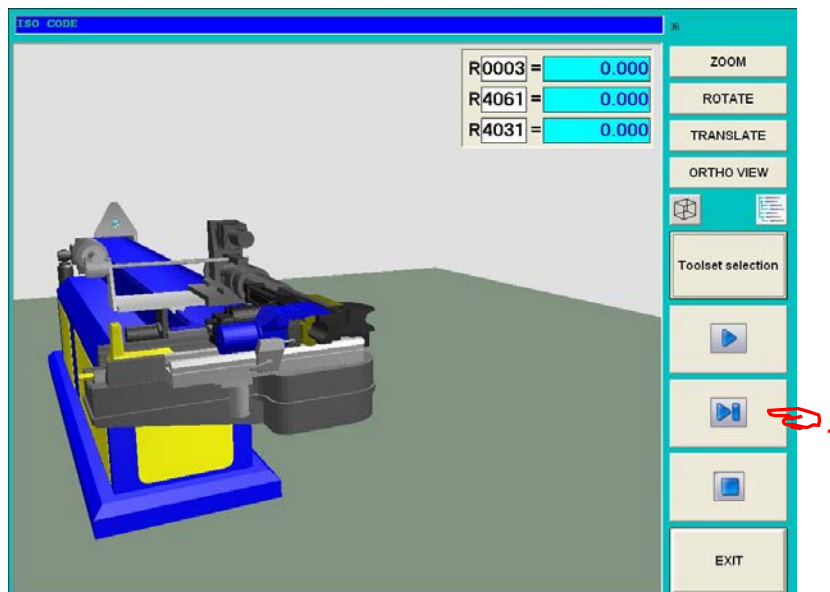 ISO CODE
36
R0003 = 0.000
R4061 = 0.000
R4031 = 0.000
ZOOM
ROTATE
TRANSLATE
ORTHO VIEW
Toolset selection
EXIT